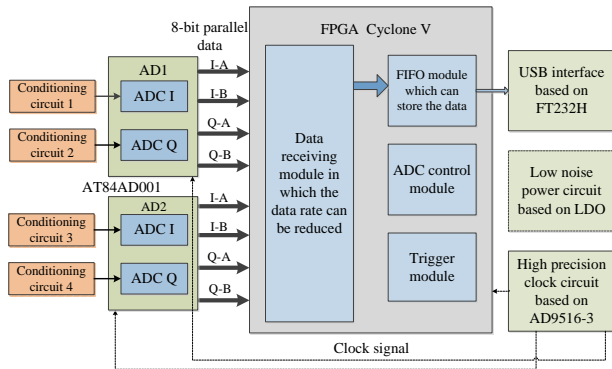 8-bit parallel
data
FPGA Cyclone V
AD1
ADC I
ADC Q
Conditioning
circuit 1
Conditioning
circuit 2
I-A
I-B
Q-A
Q-B
AT84AD001
AD2
ADC I
ADC Q
Conditioning
circuit 3
Conditioning
circuit 4
I-A
I-B
Q-A
Q-B
Data
receiving
module in
which the
data rate can
be reduced
FIFO module
which can
store the data
ADC control
module
Trigger
module
USB interface
based on
FT232H
Low noise
power circuit
based on LDO
High precision
clock circuit
based on
AD9516-3
Clock signal